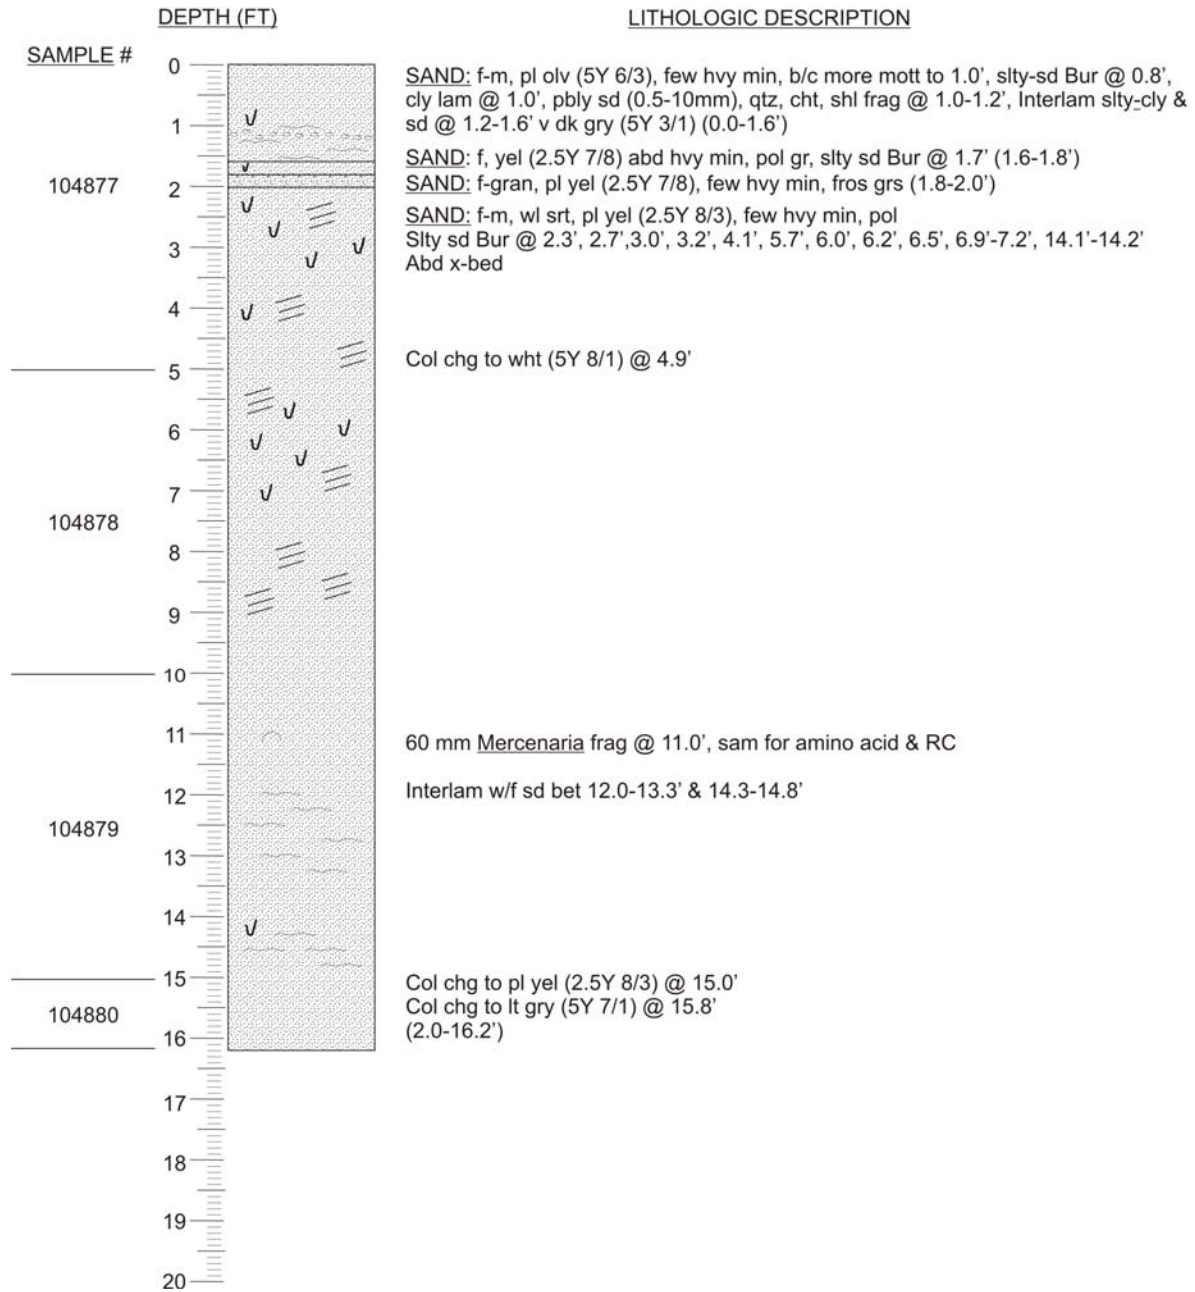 DEPTH (FT)
LITHOLOGIC DESCRIPTION
SAMPLE #
0
SAND: f-m, pl olv (5Y 6/3), few hvy min, b/c more mott to 1.0’, slty-sd Bur @ 0.8’,
cly lam @ 1.0’, pbly sd (0.5-10mm), qtz, cht, shl frag @ 1.0-1.2’, Interlam slty-cly &
1
sd @ 1.2-1.6’ v dk gry (5Y 3/1) (0.0-1.6’)
SAND: f, yel (2.5Y 7/8) abd hvy min, pol gr, slty sd Bur @ 1.7’ (1.6-1.8’)
104877
2
SAND: f-gran, pl yel (2.5Y 7/8), few hvy min, fros grs (1.8-2.0’)
SAND: f-m, wl srt, pl yel (2.5Y 8/3), few hvy min, pol
3
Slty sd Bur @ 2.3’, 2.7’,3.0’, 3.2’, 4.1’, 5.7’, 6.0’, 6.2’, 6.5’, 6.9’-7.2’, 14.1’-14.2’
Abd x-bed
4
Col chg to wht (5Y 8/1) @ 4.9’
5
6
7
104878
8
9
10
11
60 mm Mercenaria frag @ 11.0’, sam for amino acid & RC
12
Interlam w/f sd bet 12.0-13.3’ & 14.3-14.8’
104879
13
14
15
Col chg to pl yel (2.5Y 8/3) @ 15.0’
104880
Col chg to lt gry (5Y 7/1) @ 15.8’
16
(2.0-16.2’)
17
18
19
20